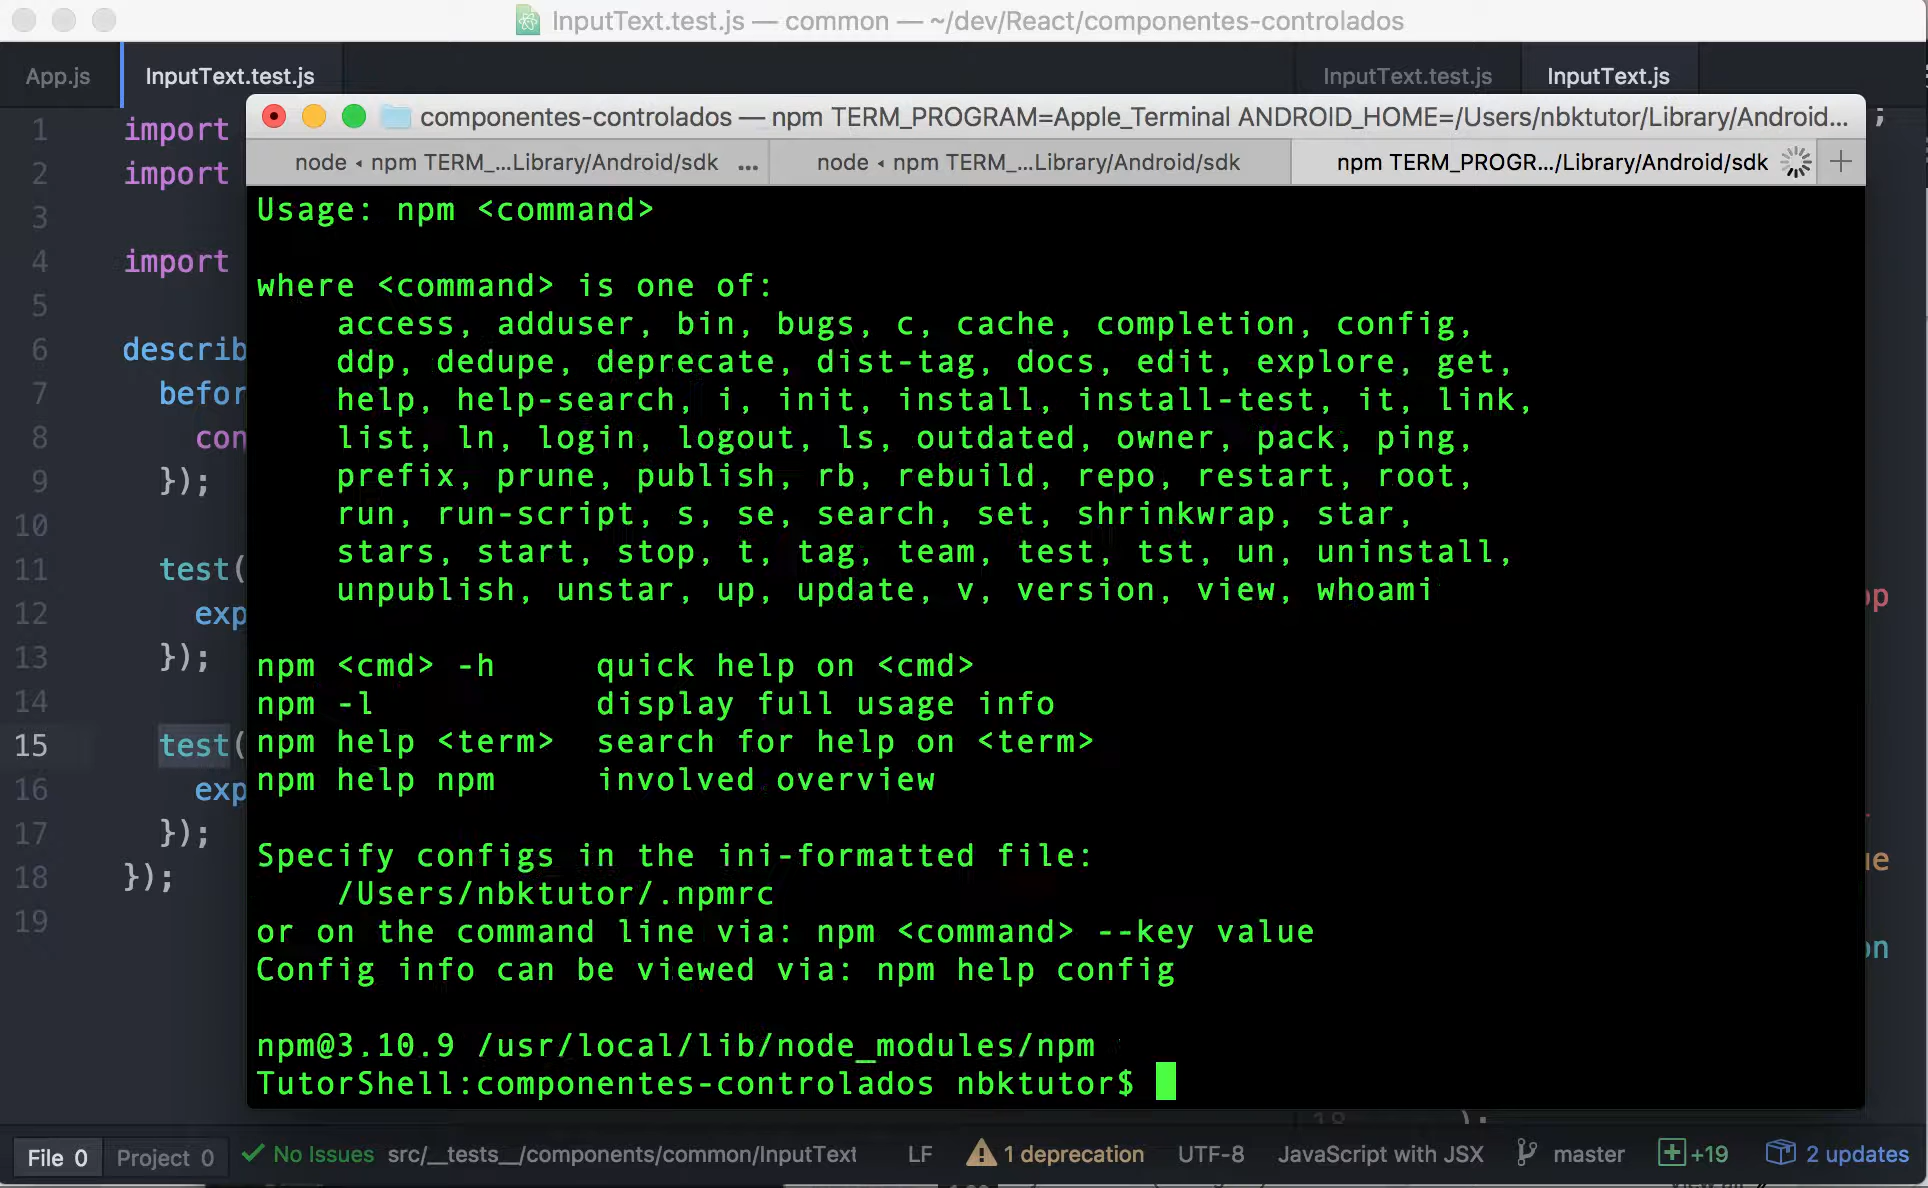 InputText.test.js — common — ~/dev/React/componentes-controlados
App.js
InputText.test.js
InputText.test.js
InputText.js
componentes-controlados — npm TERM_PROGRAM=Apple_Terminal ANDROID_HOME=/Users/nbktutor/Library/Android...
node ◂ npm TERM_...Library/Android/sdk ...
node ◂ npm TERM_...Library/Android/sdk
npm TERM_PROGR.../Library/Android/sdk +
1 import
2 import
3
4 import
5
6 describ
7 befor
8 con
9 });
10
11 test(
12 exp
13 });
14
15 test(
16 exp
17 });
18 });
19
Usage: npm <command>
where <command> is one of:
access, adduser, bin, bugs, c, cache, completion, config,
ddp, dedupe, deprecate, dist-tag, docs, edit, explore, get,
help, help-search, i, init, install, install-test, it, link,
list, ln, login, logout, ls, outdated, owner, pack, ping,
prefix, prune, publish, rb, rebuild, repo, restart, root,
run, run-script, s, se, search, set, shrinkwrap, star,
stars, start, stop, t, tag, team, test, tst, un, uninstall,
unpublish, unstar, up, update, v, version, view, whoami
npm <cmd> -h quick help on <cmd>
npm -l display full usage info
npm help <term> search for help on <term>
npm help npm involved overview
Specify configs in the ini-formatted file:
/Users/nbktutor/.npmrc
or on the command line via: npm <command> --key value
Config info can be viewed via: npm help config
npm@3.10.9 /usr/local/lib/node_modules/npm
TutorShell:componentes-controlados nbktutor$
;
op
ue
on
File 0 Project 0 No Issues src/__tests__/components/common/InputText LF 1 deprecation UTF-8 JavaScript with JSX master +19 2 updates